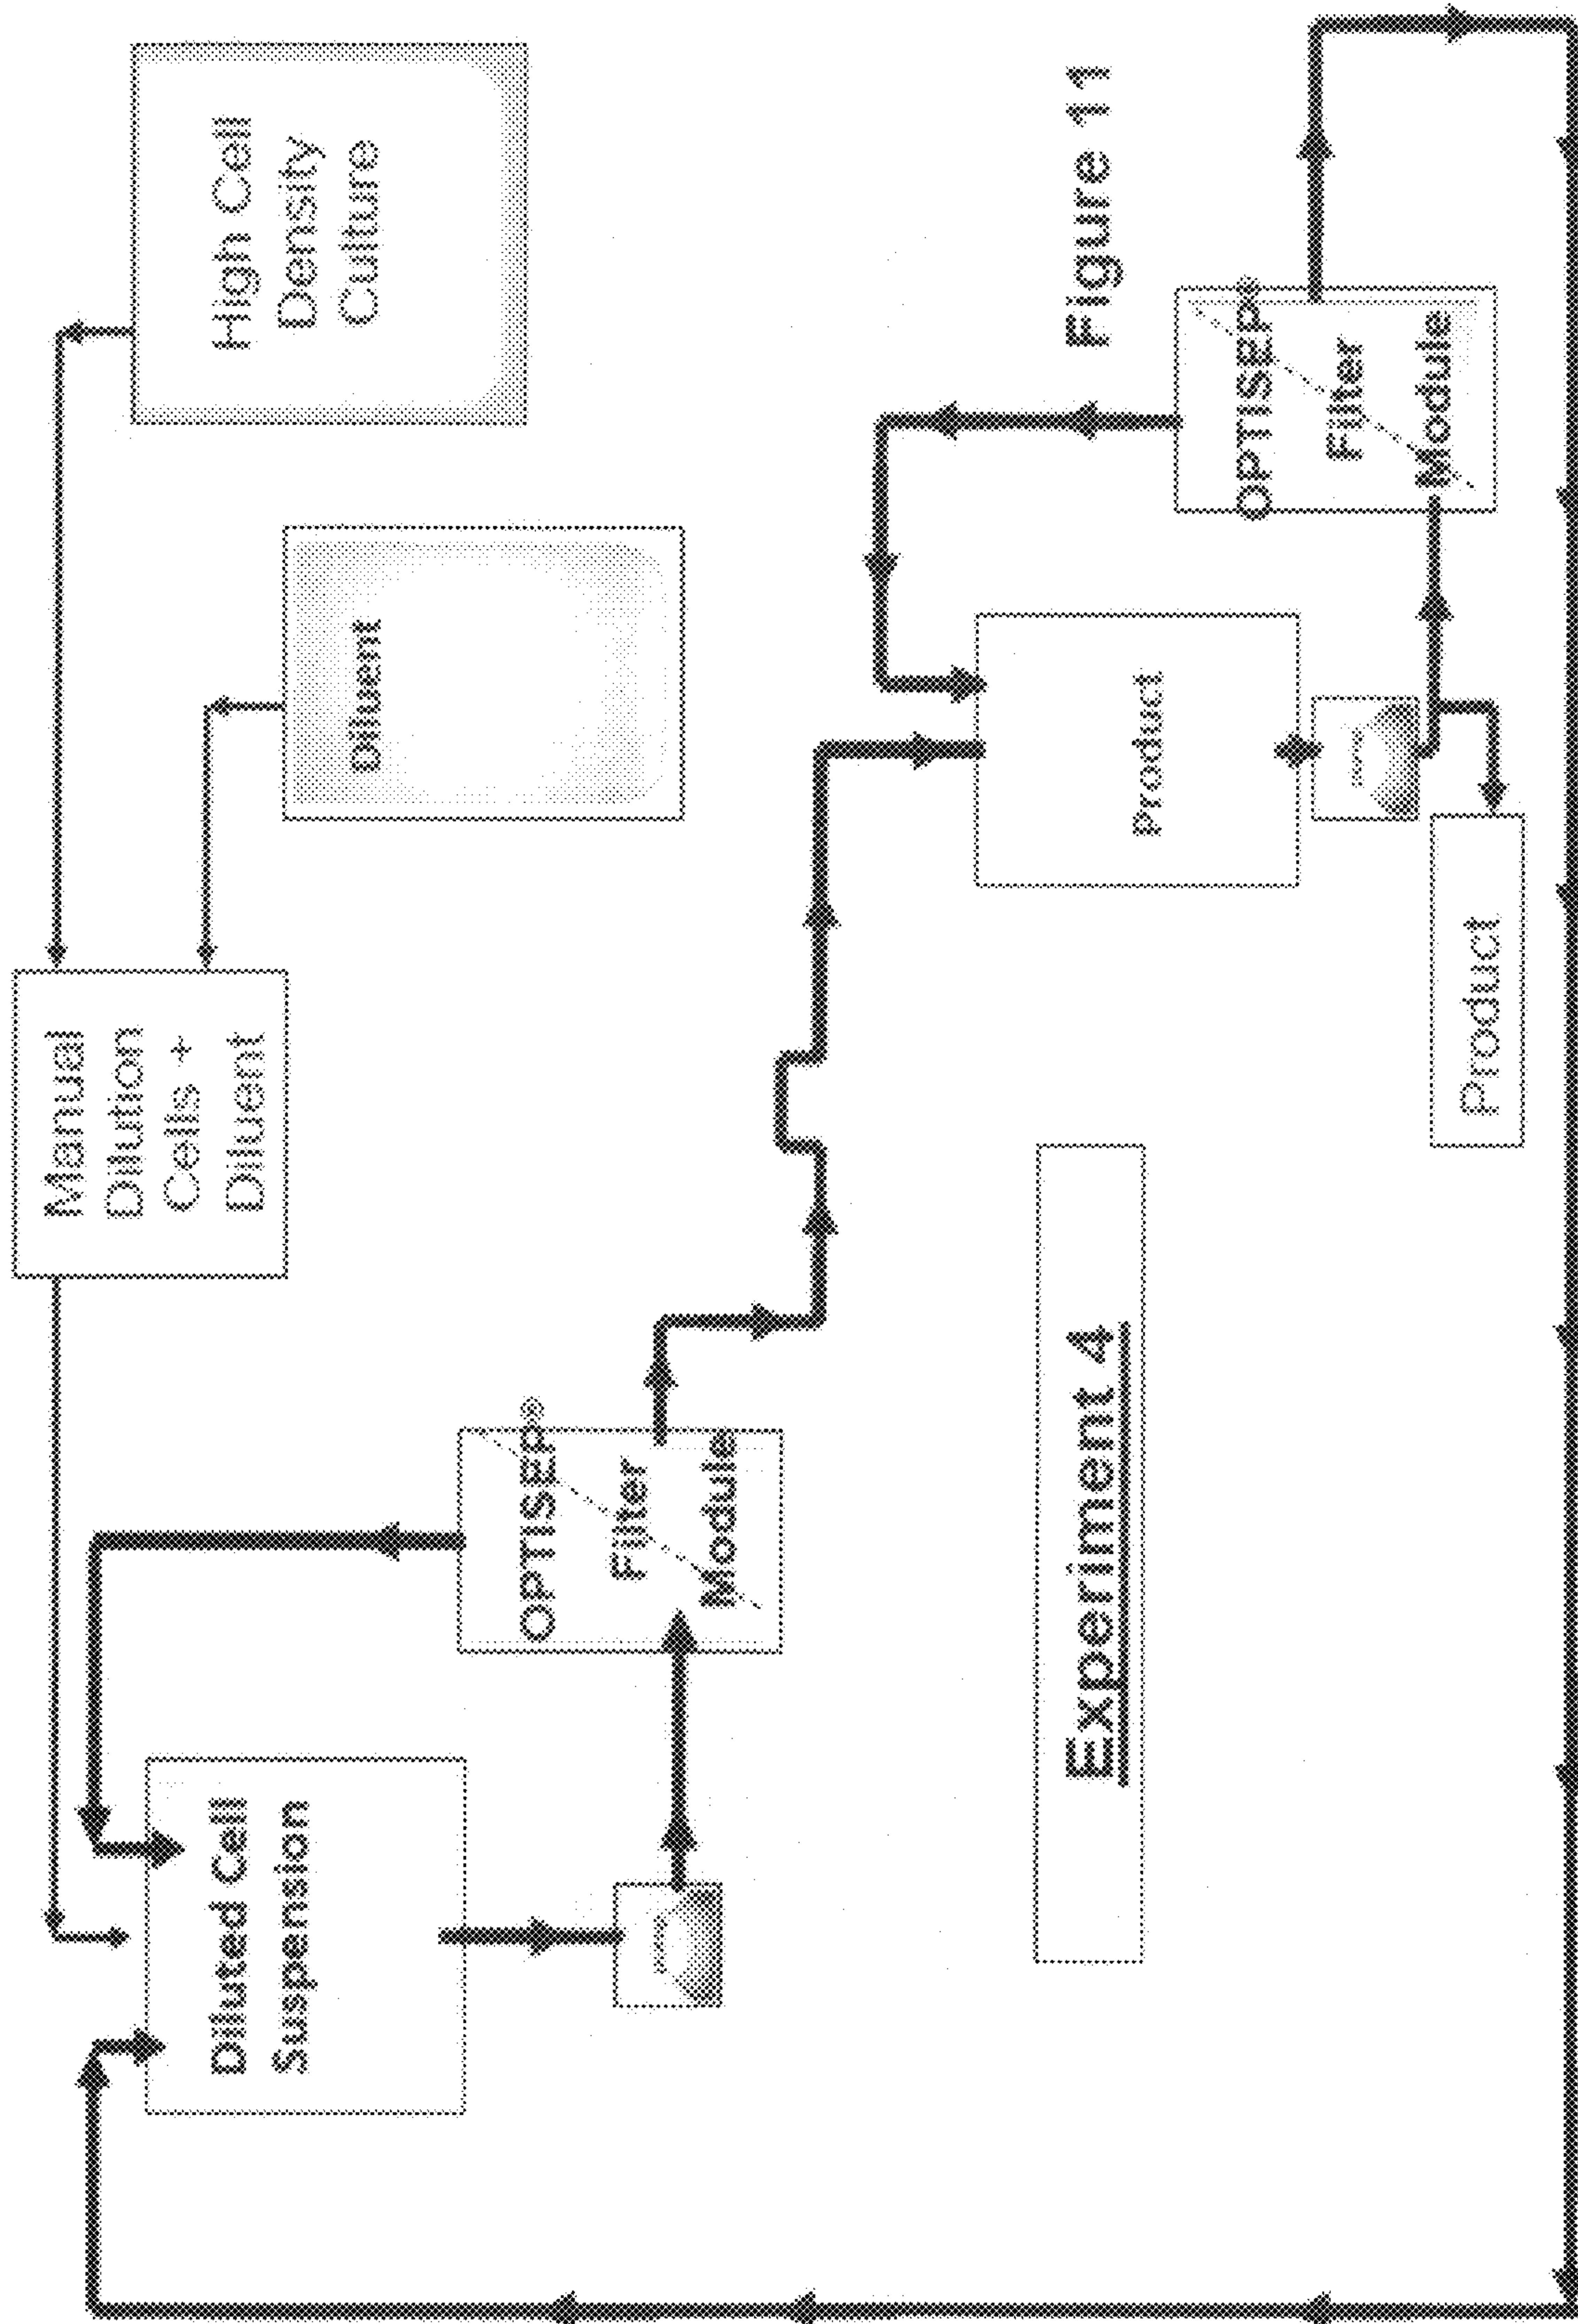 High Cell
Density
Culture
Diluent
Manual
Dilution
Cells +
Diluent
Diluted Cell
Suspension
OPTISEP®
Filter
Module
Product
OPTISEP®
Filter
Module
Product
Experiment 4
Figure 11